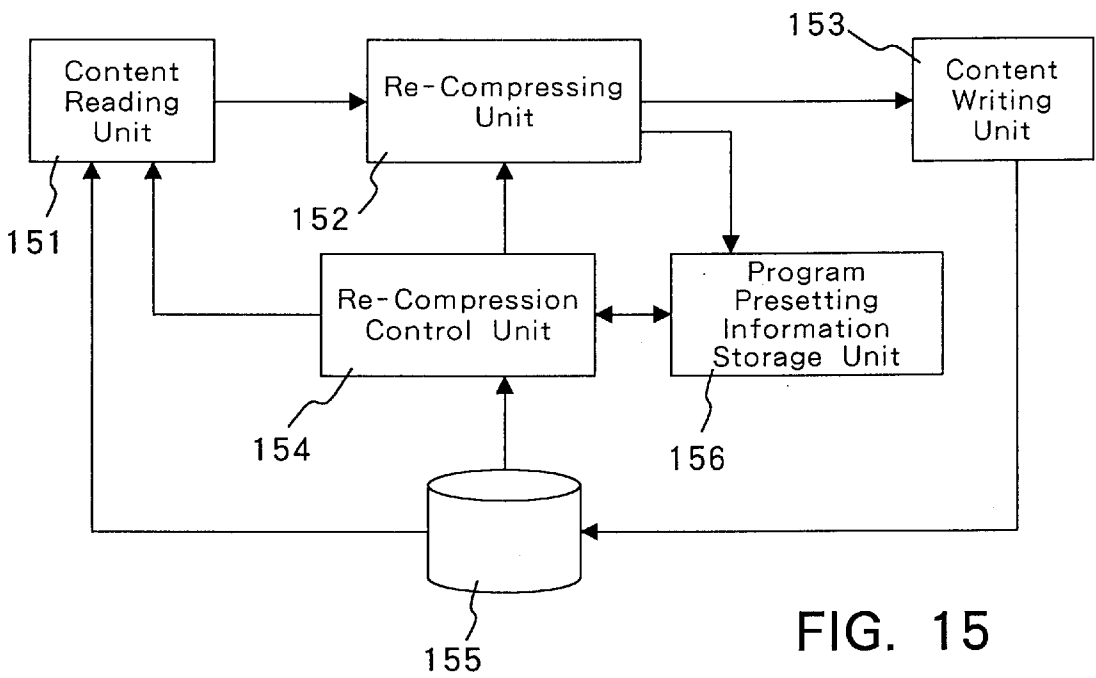 Content
Reading
Unit
151
Re-Compressing
Unit
152
153
Content
Writing
Unit
Re-Compression
Control Unit
154
Program
Presetting
Information
Storage Unit
156
155
FIG. 15